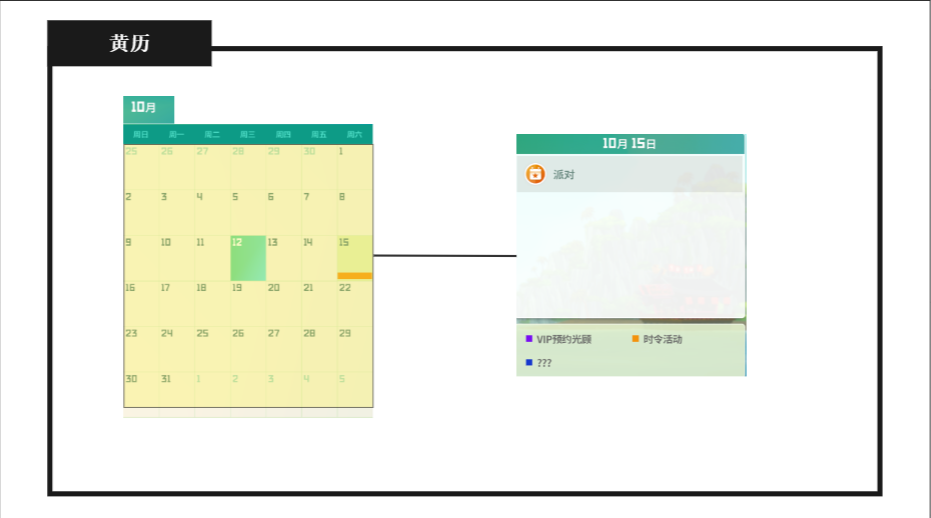 黄历
10月
周日 周一 周二 周三 周四 周五 周六
25 26 27 28 29 30 1
2 3 4 5 6 7 8
9 10 11 12 13 14 15
16 17 18 19 20 21 22
23 24 25 26 27 28 29
30 31 1 2 3 4 5
10月 15日
派对
VIP预约光顾 时令活动
???